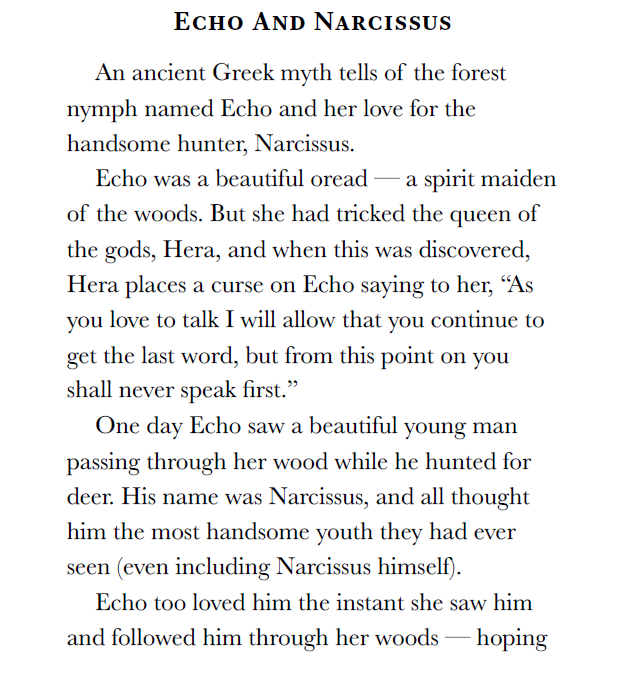 Echo And Narcissus
An ancient Greek myth tells of the forest
nymph named Echo and her love for the
handsome hunter, Narcissus.
Echo was a beautiful oread — a spirit maiden
of the woods. But she had tricked the queen of
the gods, Hera, and when this was discovered,
Hera places a curse on Echo saying to her, “As
you love to talk I will allow that you continue to
get the last word, but from this point on you
shall never speak first.”
One day Echo saw a beautiful young man
passing through her wood while he hunted for
deer. His name was Narcissus, and all thought
him the most handsome youth they had ever
seen (even including Narcissus himself).
Echo too loved him the instant she saw him
and followed him through her woods — hoping